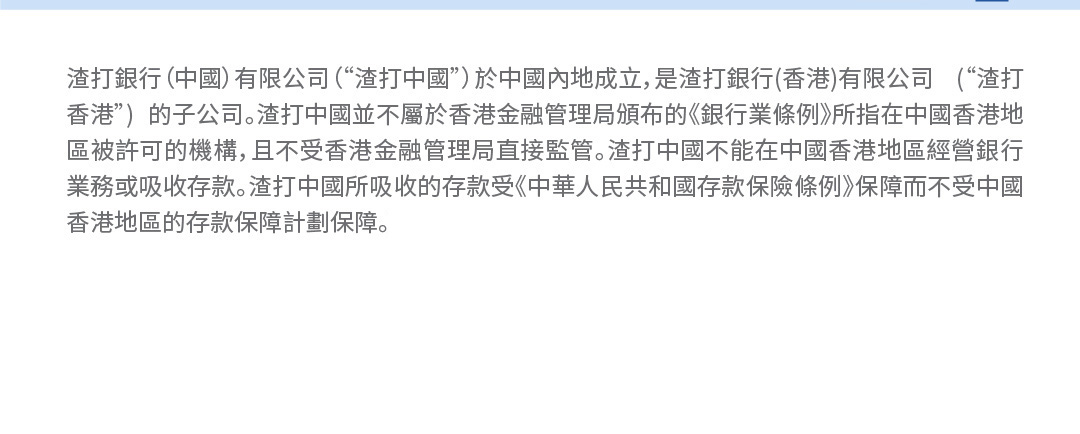 渣打銀行(中國)有限公司(“渣打中國”)於中國內地成立,是渣打銀行(香港)有限公司 (“渣打
香港”) 的子公司。渣打中國並不屬於香港金融管理局頒布的《銀行業條例》所指在中國香港地
區被許可的機構,且不受香港金融管理局直接監管。渣打中國不能在中國香港地區經營銀行
業務或吸收存款。渣打中國所吸收的存款受《中華人民共和國存款保險條例》保障而不受中國
香港地區的存款保障計劃保障。